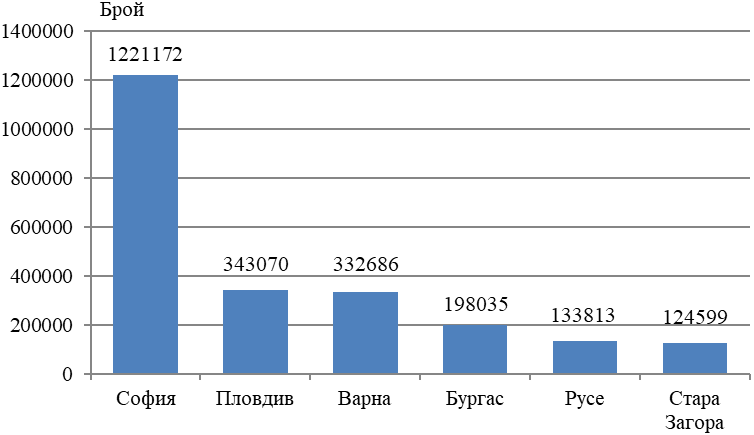 Брой
1400000
1200000
1000000
800000
600000
400000
200000
0
1221172
343070
332686
198035
133813
124599
София
Пловдив
Варна
Бургас
Русе
Стара
Загора